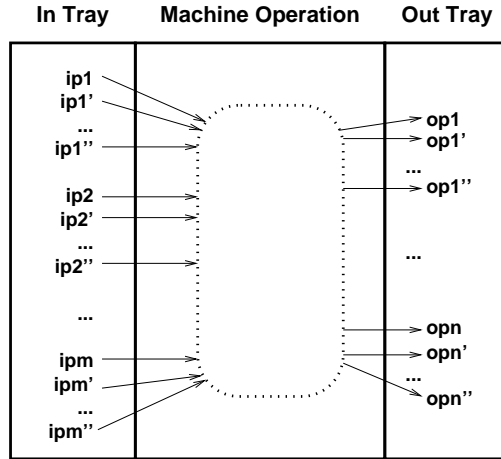 In Tray Machine Operation Out Tray
ip1
ip1’
...
ip1’’
ip2
ip2’
...
ip2’’
...
ipm
ipm’
...
ipm’’
op1
op1’
...
op1’’
...
opn
opn’
...
opn’’